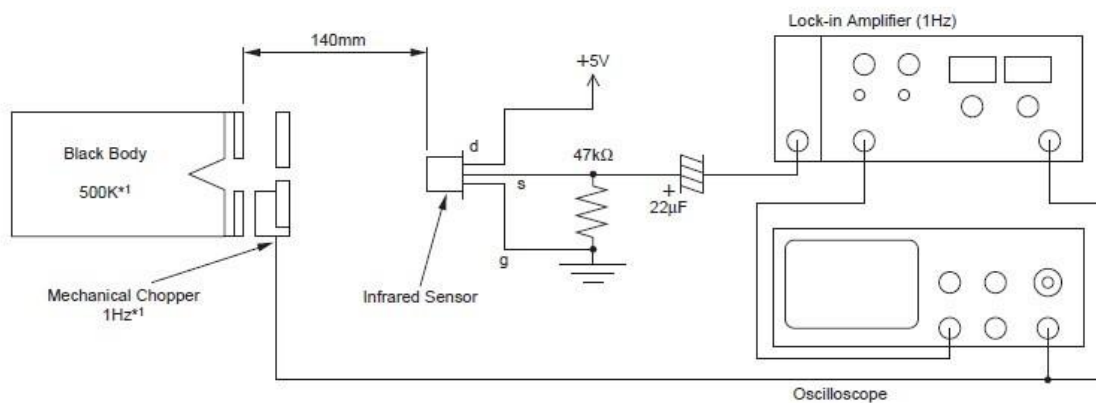 Lock-in Amplifier (1Hz)
140mm
+5V
Black Body
500K*1
d
s
g
47kΩ
+
22μF
Mechanical Chopper
1Hz*1
Infrared Sensor
Oscilloscope